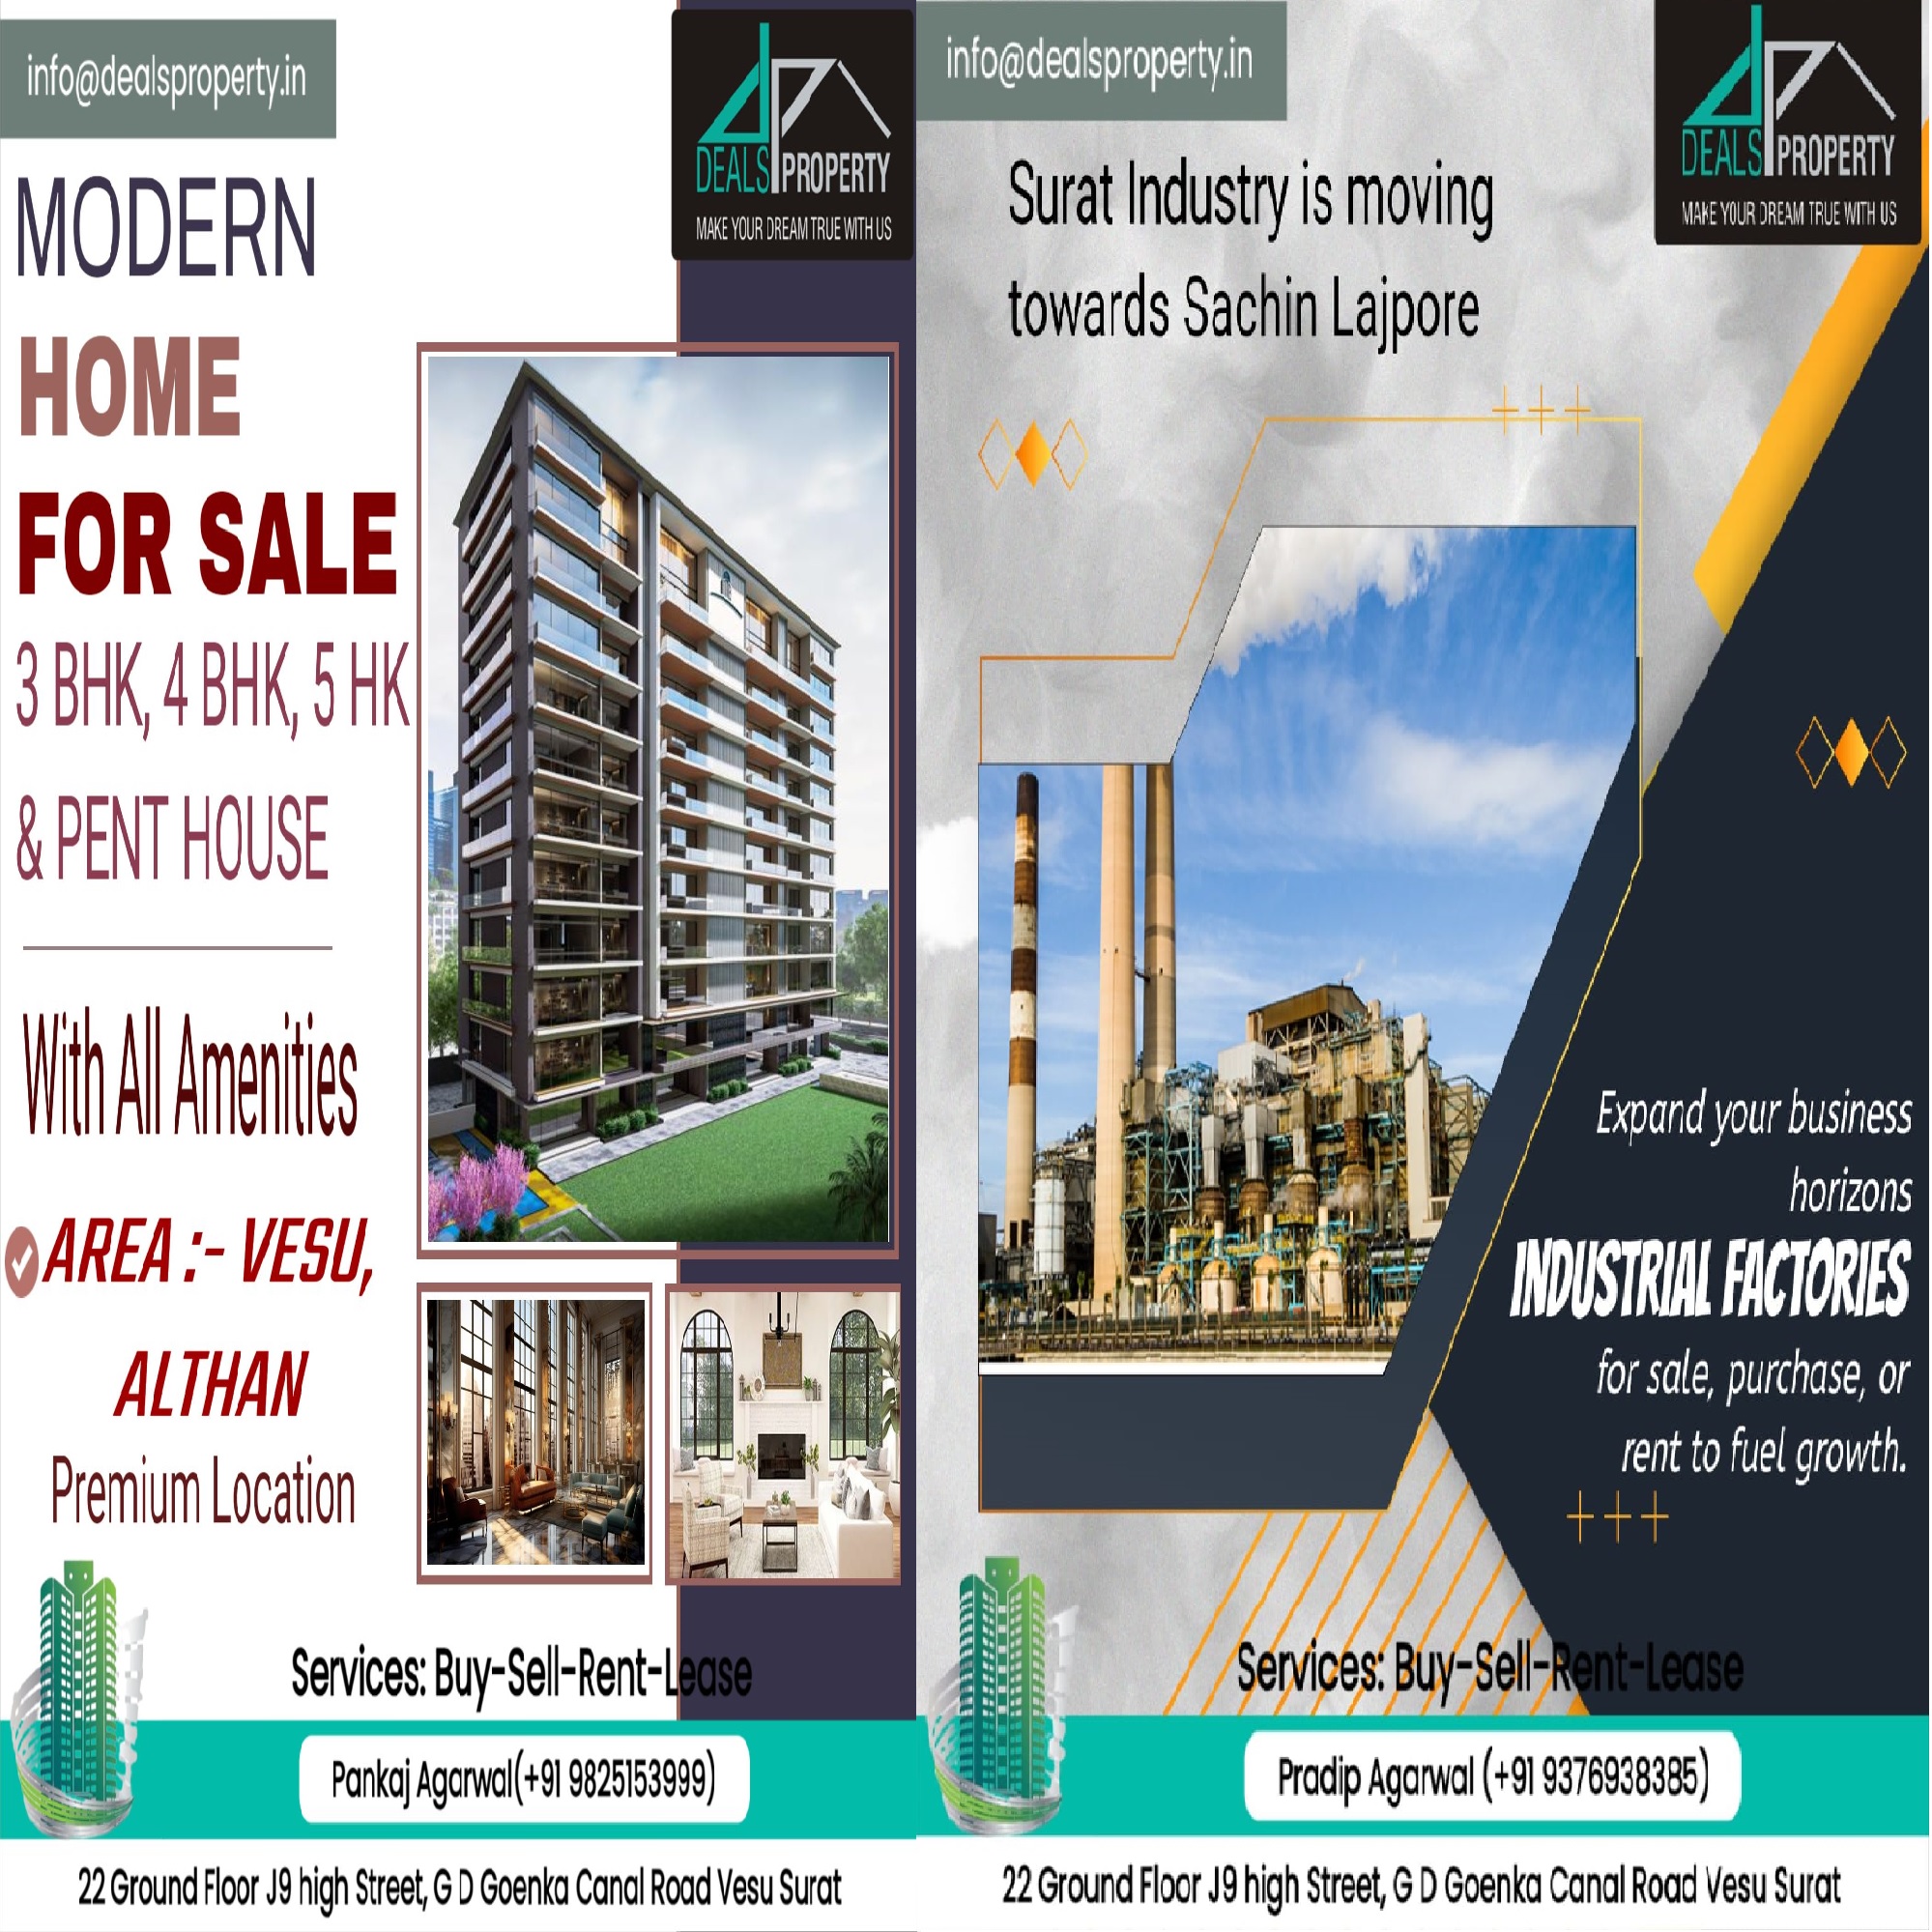 info@dealsproperty.in
DEALS PROPERTY
MAKE YOUR DREAM TRUE WITH US
MODERN
HOME
FOR SALE
3 BHK, 4 BHK, 5 HK
& PENT HOUSE
With All Amenities
AREA :- VESU,
ALTHAN
Premium Location
Services: Buy-Sell-Rent-Lease
Pankaj Agarwal(+91 9825153999)
22 Ground Floor J9 high Street, G D Goenka Canal Road Vesu Surat
info@dealsproperty.in
DEALS PROPERTY
MAKE YOUR DREAM TRUE WITH US
Surat Industry is moving
towards Sachin Lajpore
Expand your business
horizons
INDUSTRIAL FACTORIES
for sale, purchase, or
rent to fuel growth.
Services: Buy-Sell-Rent-Lease
Pradip Agarwal (+91 9376938385)
22 Ground Floor J9 high Street, G D Goenka Canal Road Vesu Surat